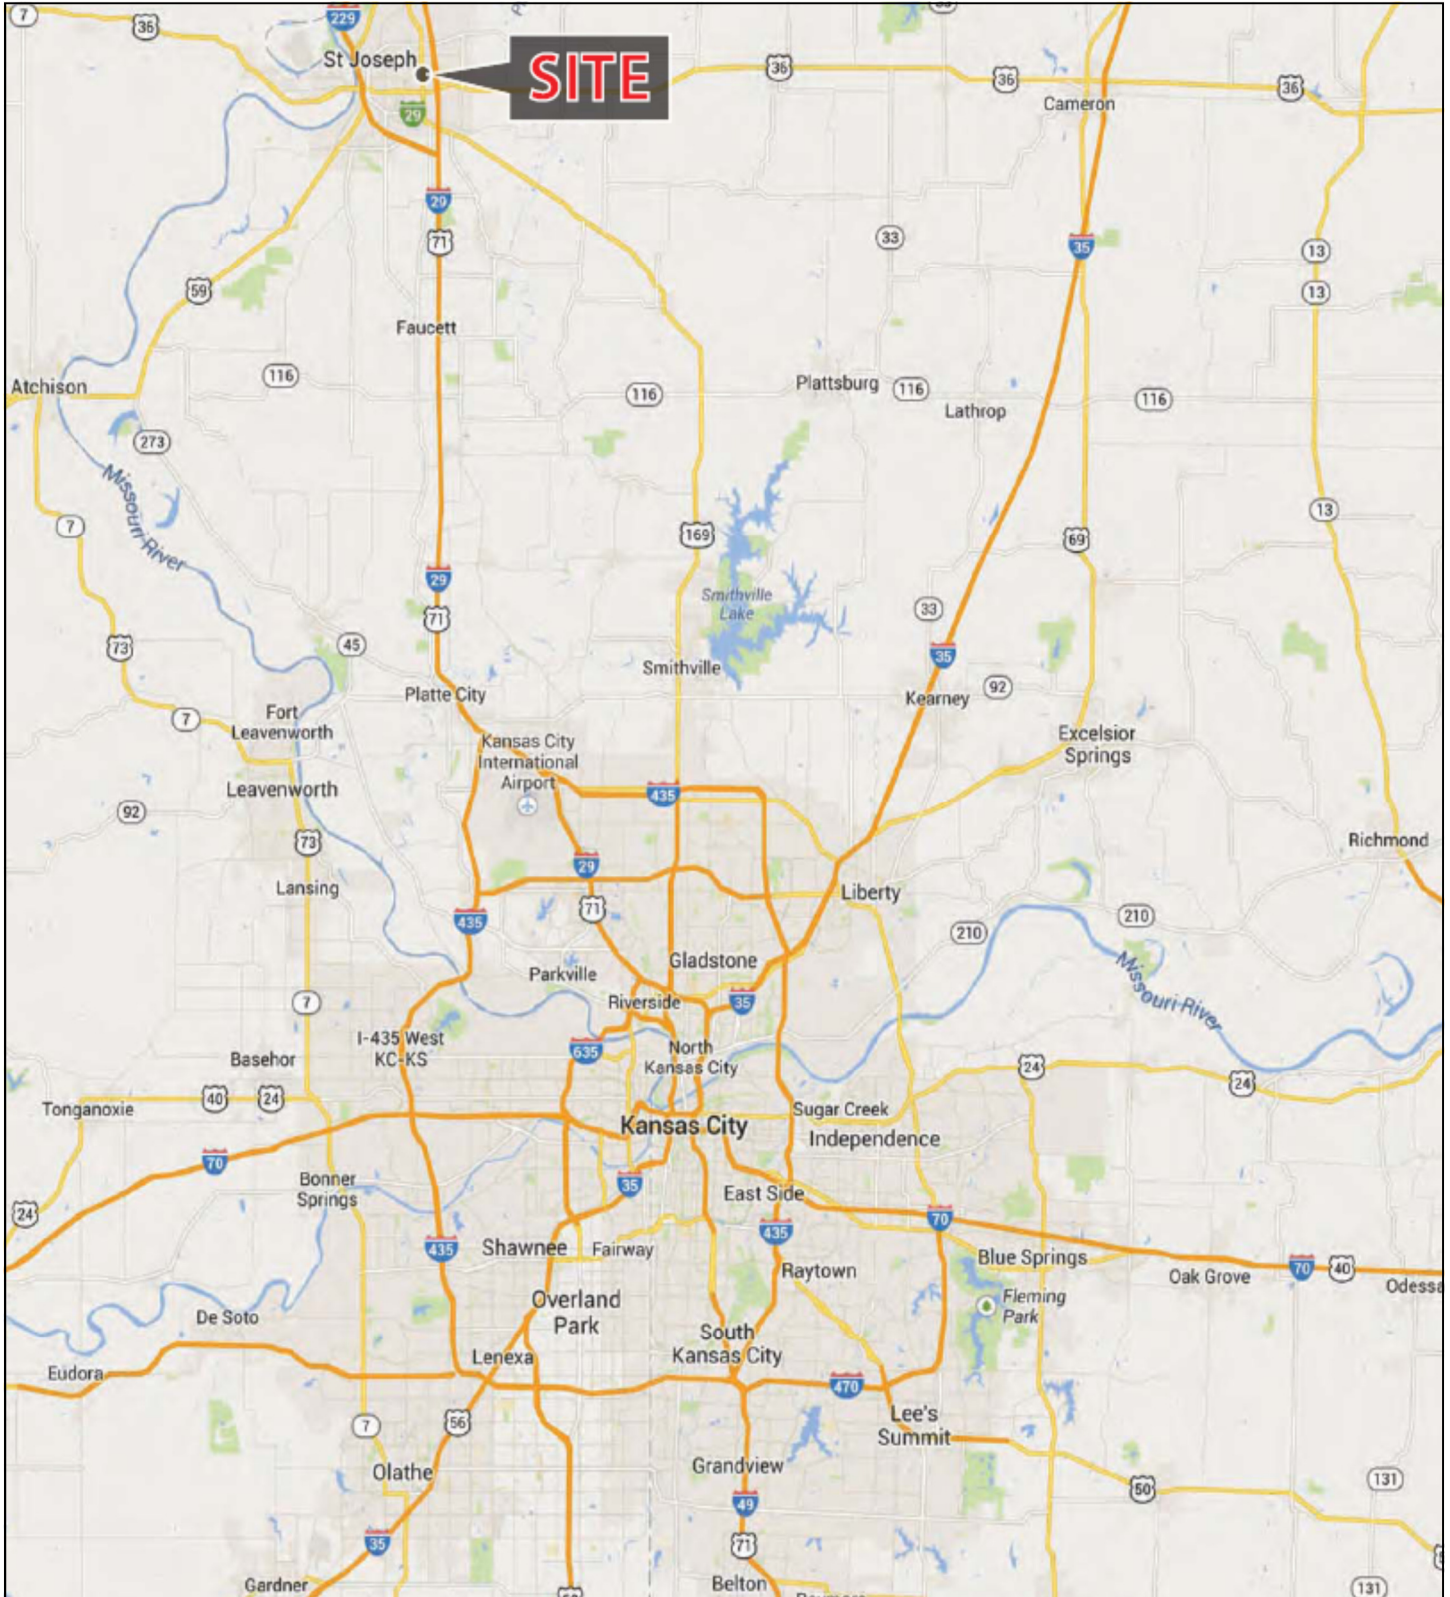 7
229
36
St Joseph
SITE
36
36
36
Cameron
29
29
71
33
35
13
13
59
Faucett
Atchison
116
116
Plattsburg
116
Lathrop
116
273
Missouri River
7
169
13
69
29
71
Smithville
Lake
33
73
45
35
Smithville
Platte City
Kearney
92
7
Fort
Leavenworth
Kansas City
International
Airport
Excelsior
Springs
Leavenworth
435
92
73
Richmond
29
Lansing
Liberty
71
435
210
210
Gladstone
Parkville
Missouri River
7
Riverside
35
I-435 West
KC-KS
635
North
Kansas City
Basehor
24
24
40
24
Tonganoxie
Sugar Creek
Kansas City
Independence
70
Bonner
Springs
35
East Side
24
70
435
435
Shawnee
Fairway
Blue Springs
Raytown
Oak Grove
70
40
Odessa
Overland
Park
Fleming
Park
De Soto
South
Kansas City
Lenexa
Eudora
470
7
56
Lee's
Summit
Olathe
Grandview
131
50
49
35
71
Gardner
Belton
131